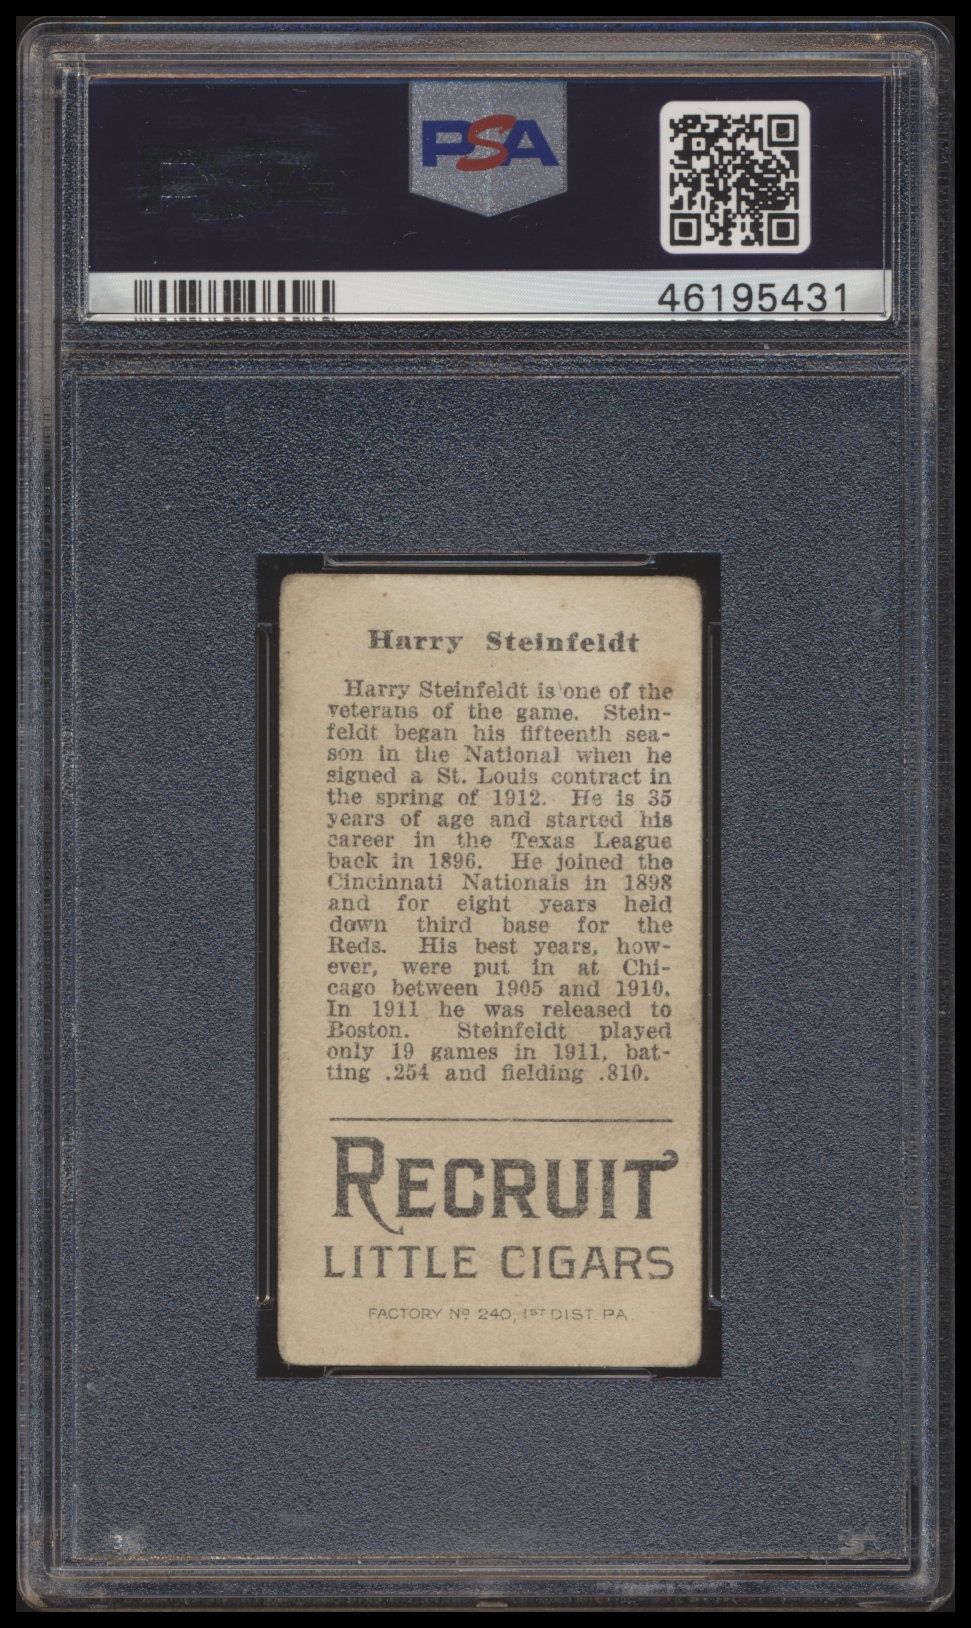 PSA
46195431
Harry Steinfeldt
Harry Steinfeldt is one of the
veterans of the game. Stein-
feldt began his fifteenth sea-
son in the National when he
signed a St. Louis contract in
the spring of 1912. He is 35
years of age and started his
career in the Texas League
back in 1896. He joined the
Cincinnati Nationals in 1898
and for eight years held
down third base for the
Reds. His best years, how-
ever, were put in at Chi-
cago between 1905 and 1910.
In 1911 he was released to
Boston. Steinfeldt played
only 19 games in 1911, bat-
ting .254 and fielding .810.
RECRUIT
LITTLE CIGARS
FACTORY Nº 240, 1ST DIST. PA.